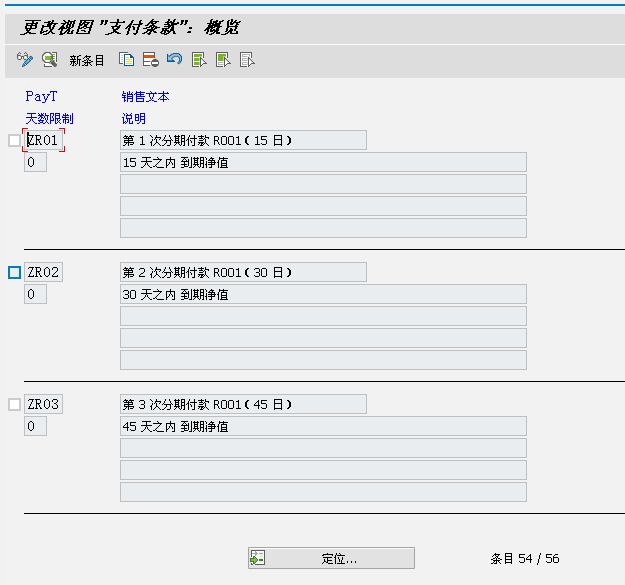 更改视图 "支付条款": 概览
新条目
PayT 销售文本
天数限制 说明
ZR01 第 1 次分期付款 R001(15 日)
0 15 天之内 到期净值
ZR02 第 2 次分期付款 R001(30 日)
0 30 天之内 到期净值
ZR03 第 3 次分期付款 R001(45 日)
0 45 天之内 到期净值
定位... 条目 54 / 56